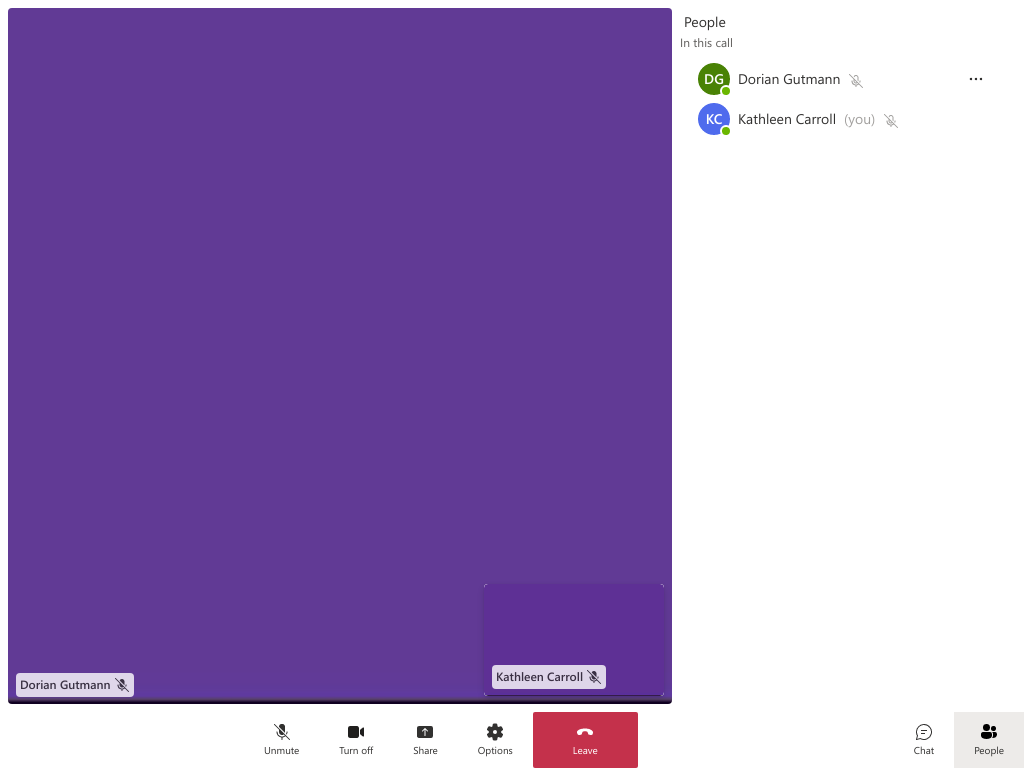 People
In this call
DG Dorian Gutmann
KC Kathleen Carroll (you)
Dorian Gutmann
Kathleen Carroll
Unmute
Turn off
Share
Options
Leave
Chat
People